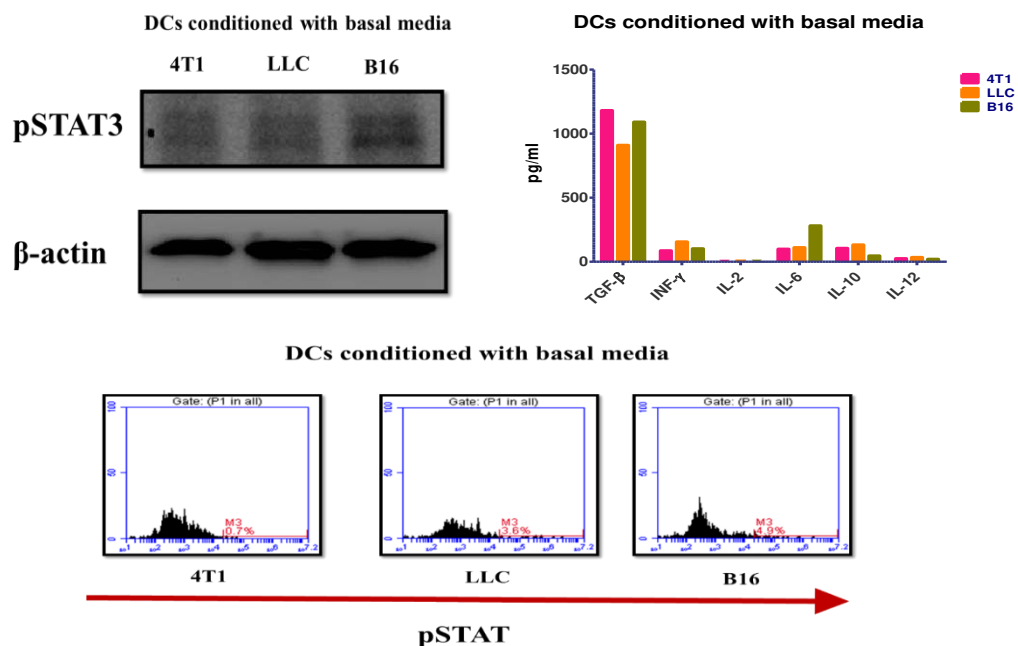 DCs conditioned with basal media
4T1 LLC B16
pSTAT3
β-actin
DCs conditioned with basal media
4T1
LLC
B16
pg/ml
1500
1000
500
0
TGF-β INF-γ IL-2 IL-6 IL-10 IL-12
DCs conditioned with basal media
Gate: (P1 in all)
100
50
0
M3
0.7%
4T1
Gate: (P1 in all)
100
50
0
M3
3.6%
LLC
Gate: (P1 in all)
100
50
0
M3
4.9%
B16
pSTAT